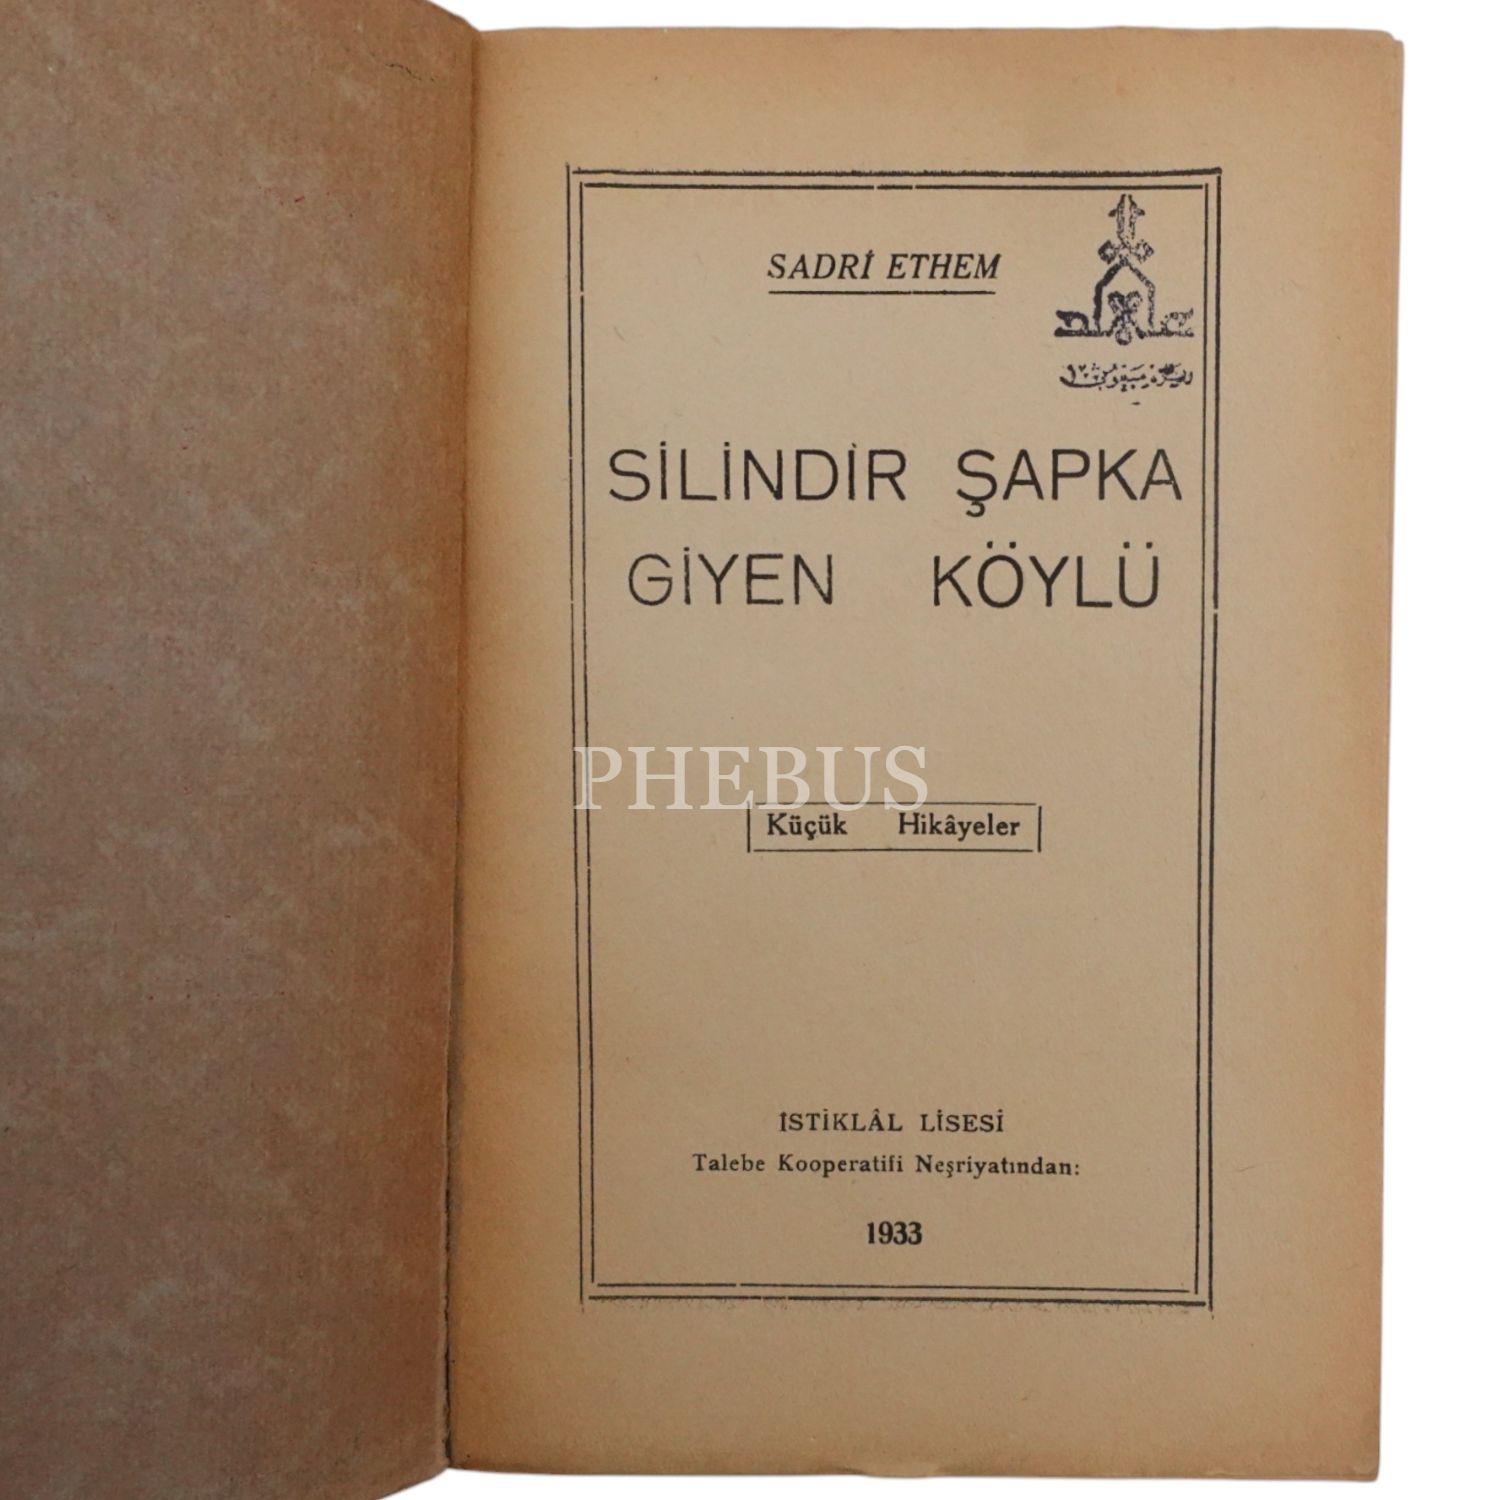 SADRİ ETHEM
SİLİNDİR ŞAPKA
GİYEN KÖYLÜ
PHEBUS
Küçük Hikâyeler
İSTİKLÂL LİSESİ
Talebe Kooperatifi Neşriyatından:
1933